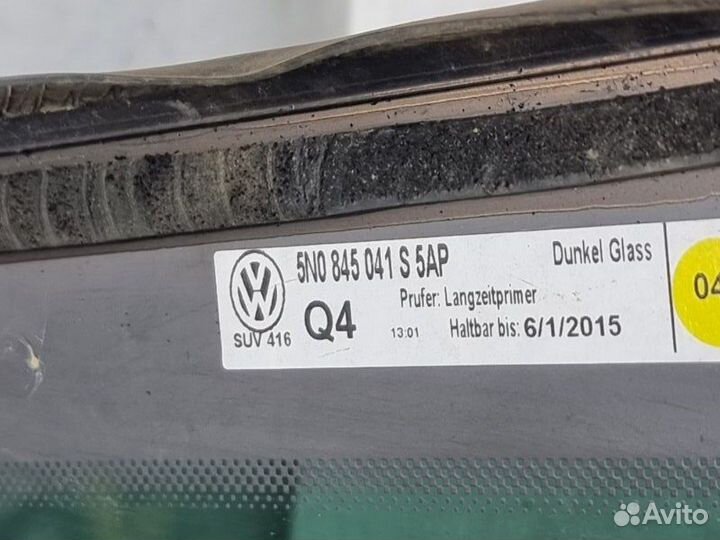 5N0 845 041 S 5AP
Dunkel Glass
Prufer: Langzeitprimer
SUV 416
Q4
13:01
Haltbar bis: 6/1/2015
04
Avito